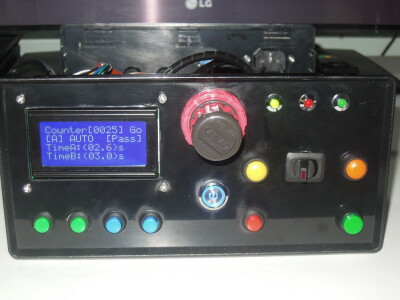 LG
Counter[0025] Go
[A] AUTO [Pass]
TimeA:(02.6)s
TimeB:(03.0)s